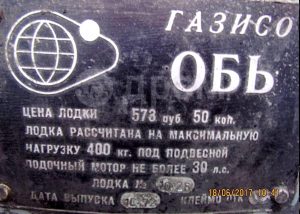 ГАЗИСО
ОБЬ
ЦЕНА ЛОДКИ 573 руб 50 коп.
ЛОДКА РАССЧИТАНА НА МАКСИМАЛЬНУЮ
НАГРУЗКУ 400 кг. ПОД ПОДВЕСНОЙ
ЛОДОЧНЫЙ МОТОР НЕ БОЛЕЕ 30 л.с.
ЛОДКА №
ДАТА ВЫПУСКА КЛЕЙМО ОТК
18/06/2017